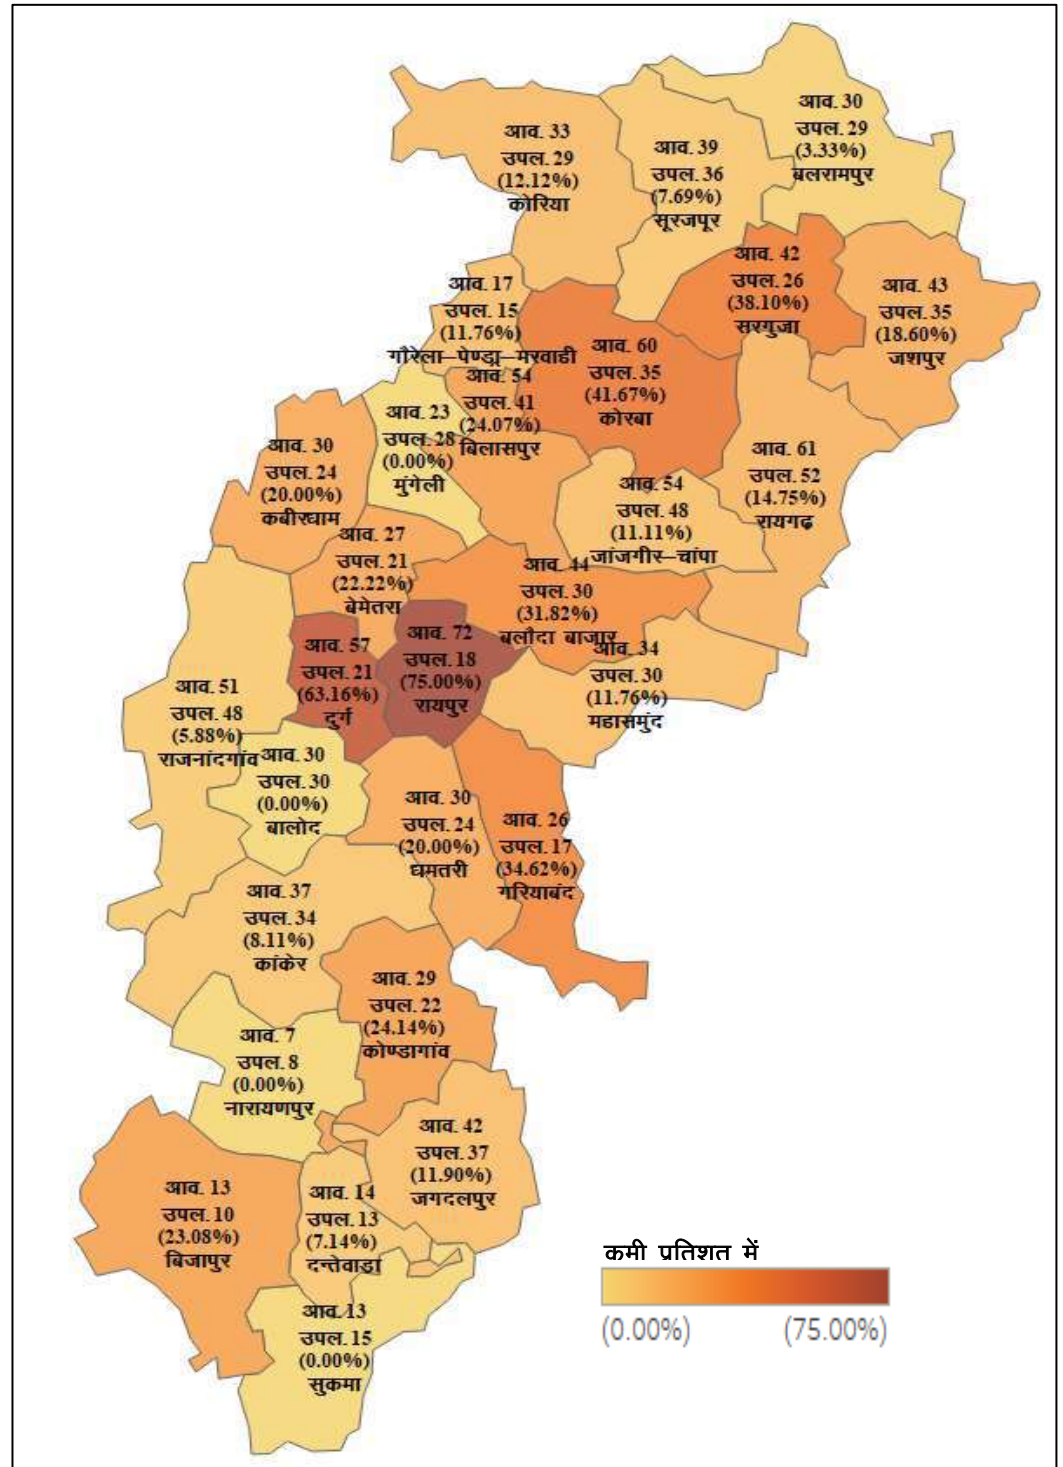 आव. 30
उपल. 29
(3.33%)
बलरामपुर
आव. 33
उपल. 29
(12.12%)
कोरिया
आव. 39
उपल. 36
(7.69%)
सूरजपूर
आव. 42
उपल. 26
(38.10%)
सरगुजा
आव. 43
उपल. 35
(18.60%)
जशपुर
आव. 17
उपल. 15
(11.76%)
गौरेला–पेण्ड्रा–मरवाही
आव. 60
उपल. 35
(41.67%)
कोरबा
आव. 54
उपल. 41
(24.07%)
बिलासपुर
आव. 23
उपल. 28
(0.00%)
मुंगेली
आव. 30
उपल. 24
(20.00%)
कबीरधाम
आव. 61
उपल. 52
(14.75%)
रायगढ़
आव. 54
उपल. 48
(11.11%)
जांजगीर–चांपा
आव. 27
उपल. 21
(22.22%)
बेमेतरा
आव. 44
उपल. 30
(31.82%)
बलौदा बाजार
आव. 57
उपल. 21
(63.16%)
दुर्ग
आव. 72
उपल. 18
(75.00%)
रायपुर
आव. 34
उपल. 30
(11.76%)
महासमुंद
आव. 51
उपल. 48
(5.88%)
राजनांदगांव
आव. 30
उपल. 30
(0.00%)
बालोद
आव. 30
उपल. 24
(20.00%)
धमतरी
आव. 26
उपल. 17
(34.62%)
गरियाबंद
आव. 37
उपल. 34
(8.11%)
कांकेर
आव. 29
उपल. 22
(24.14%)
कोण्डागांव
आव. 7
उपल. 8
(0.00%)
नारायणपुर
आव. 42
उपल. 37
(11.90%)
जगदलपुर
आव. 13
उपल. 10
(23.08%)
बिजापुर
आव. 14
उपल. 13
(7.14%)
दन्तेवाडा
आव. 13
उपल. 15
(0.00%)
सुकमा
कमी प्रतिशत में
(0.00%) (75.00%)